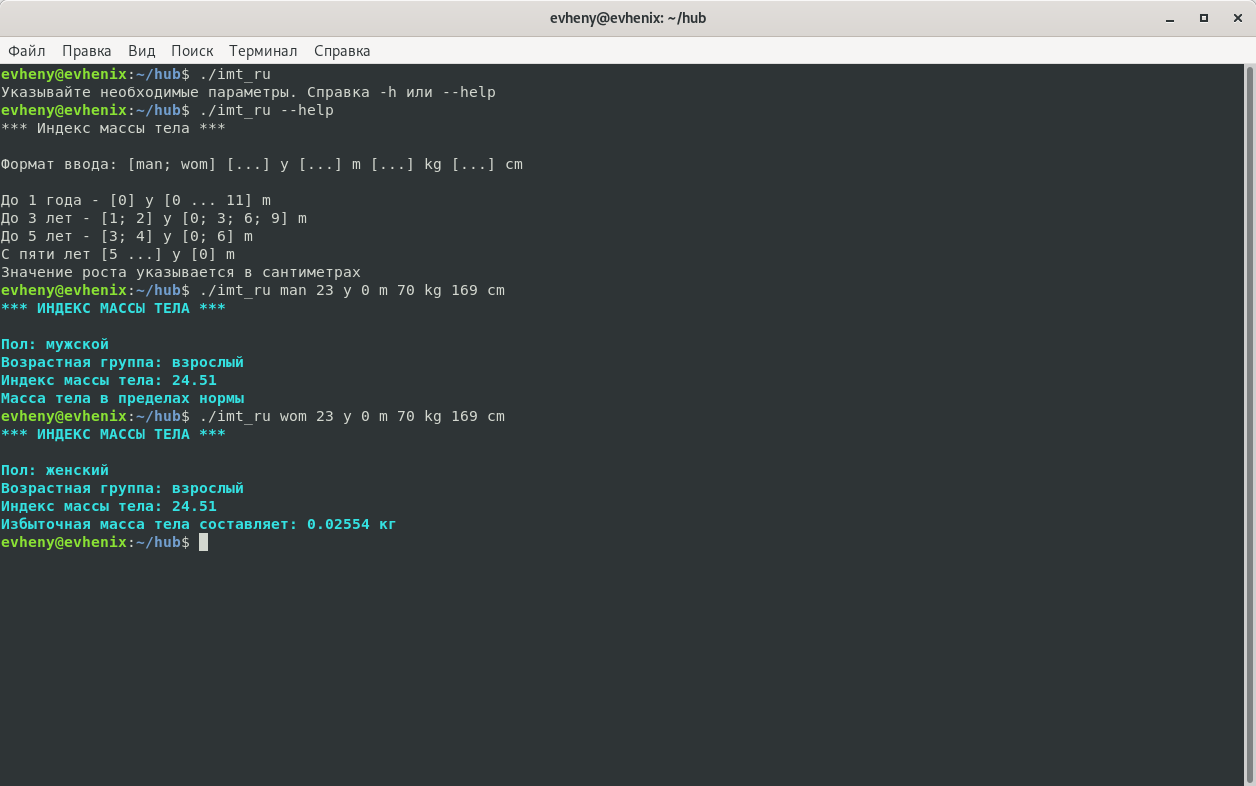 evheny@evhenix: ~/hub
Файл Правка Вид Поиск Терминал Справка
evheny@evhenix:~/hub$ ./imt_ru
Указывайте необходимые параметры. Справка -h или --help
evheny@evhenix:~/hub$ ./imt_ru --help
*** Индекс массы тела ***
Формат ввода: [man; wom] [...] y [...] m [...] kg [...] cm
До 1 года - [0] y [0 ... 11] m
До 3 лет - [1; 2] y [0; 3; 6; 9] m
До 5 лет - [3; 4] y [0; 6] m
С пяти лет [5 ...] y [0] m
Значение роста указывается в сантиметрах
evheny@evhenix:~/hub$ ./imt_ru man 23 y 0 m 70 kg 169 cm
*** ИНДЕКС МАССЫ ТЕЛА ***
Пол: мужской
Возрастная группа: взрослый
Индекс массы тела: 24.51
Масса тела в пределах нормы
evheny@evhenix:~/hub$ ./imt_ru wom 23 y 0 m 70 kg 169 cm
*** ИНДЕКС МАССЫ ТЕЛА ***
Пол: женский
Возрастная группа: взрослый
Индекс массы тела: 24.51
Избыточная масса тела составляет: 0.02554 кг
evheny@evhenix:~/hub$